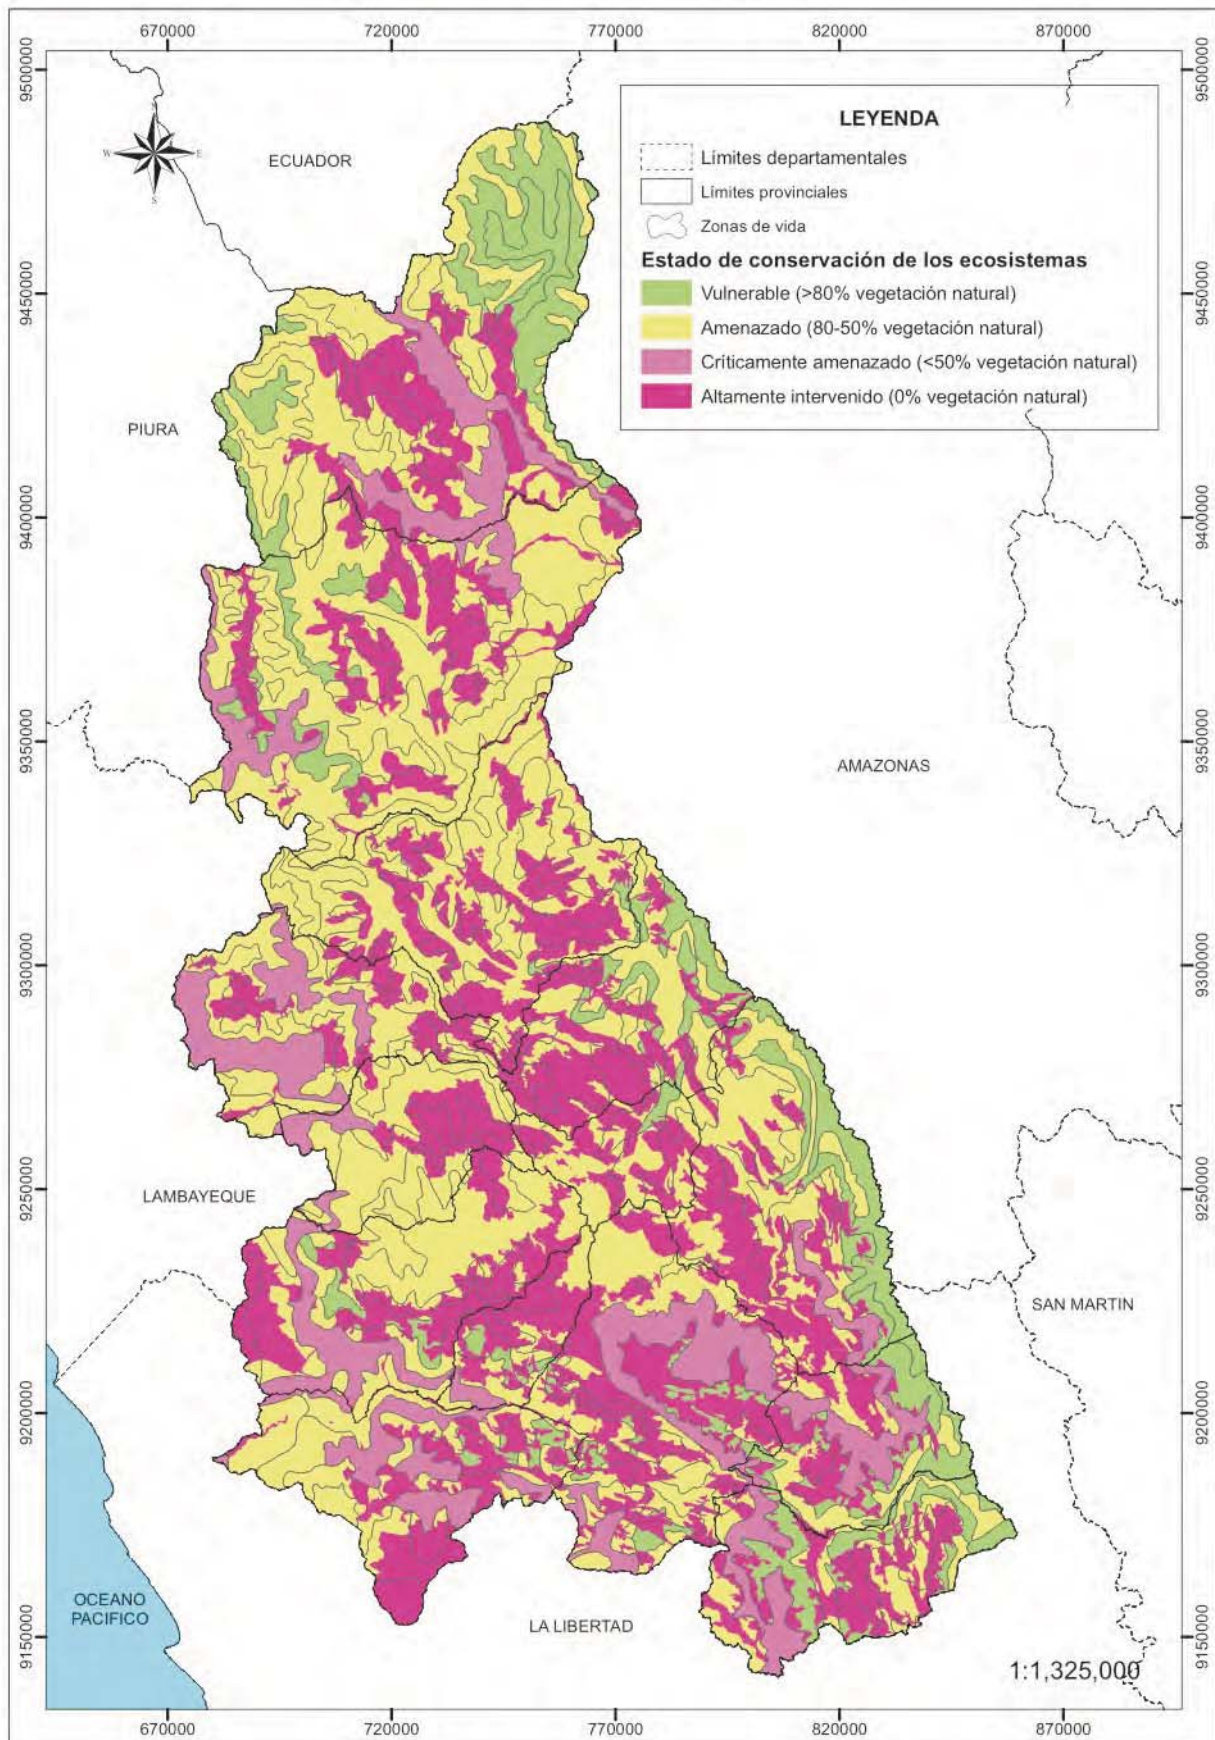 670000
720000
770000
820000
870000
9500000
9500000
N
W
E
S
ECUADOR
LEYENDA
Límites departamentales
Límites provinciales
Zonas de vida
Estado de conservación de los ecosistemas
Vulnerable (>80% vegetación natural)
Amenazado (80-50% vegetación natural)
Críticamente amenazado (<50% vegetación natural)
Altamente intervenido (0% vegetación natural)
9450000
9450000
PIURA
9400000
9400000
9350000
9350000
AMAZONAS
9300000
9300000
9250000
9250000
LAMBAYEQUE
SAN MARTIN
9200000
9200000
OCEANO
PACIFICO
LA LIBERTAD
9150000
9150000
1:1,325,000
670000
720000
770000
820000
870000